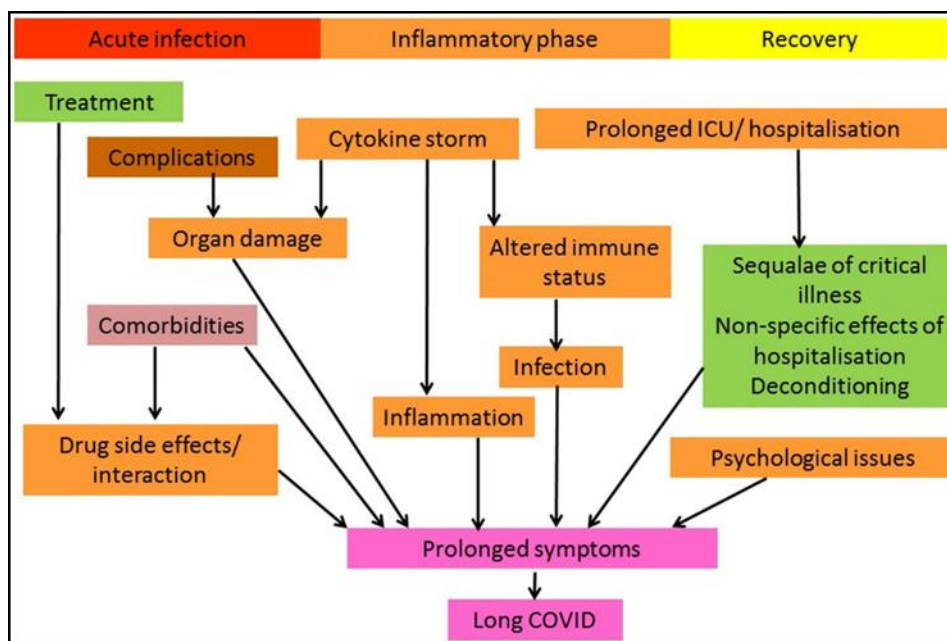 Acute infection
Inflammatory phase
Recovery
Treatment
Cytokine storm
Prolonged ICU/ hospitalisation
Complications
Organ damage
Altered immune
status
Sequalae of critical
illness
Non-specific effects of
hospitalisation
Deconditioning
Comorbidities
Infection
Inflammation
Drug side effects/
interaction
Psychological issues
Prolonged symptoms
Long COVID